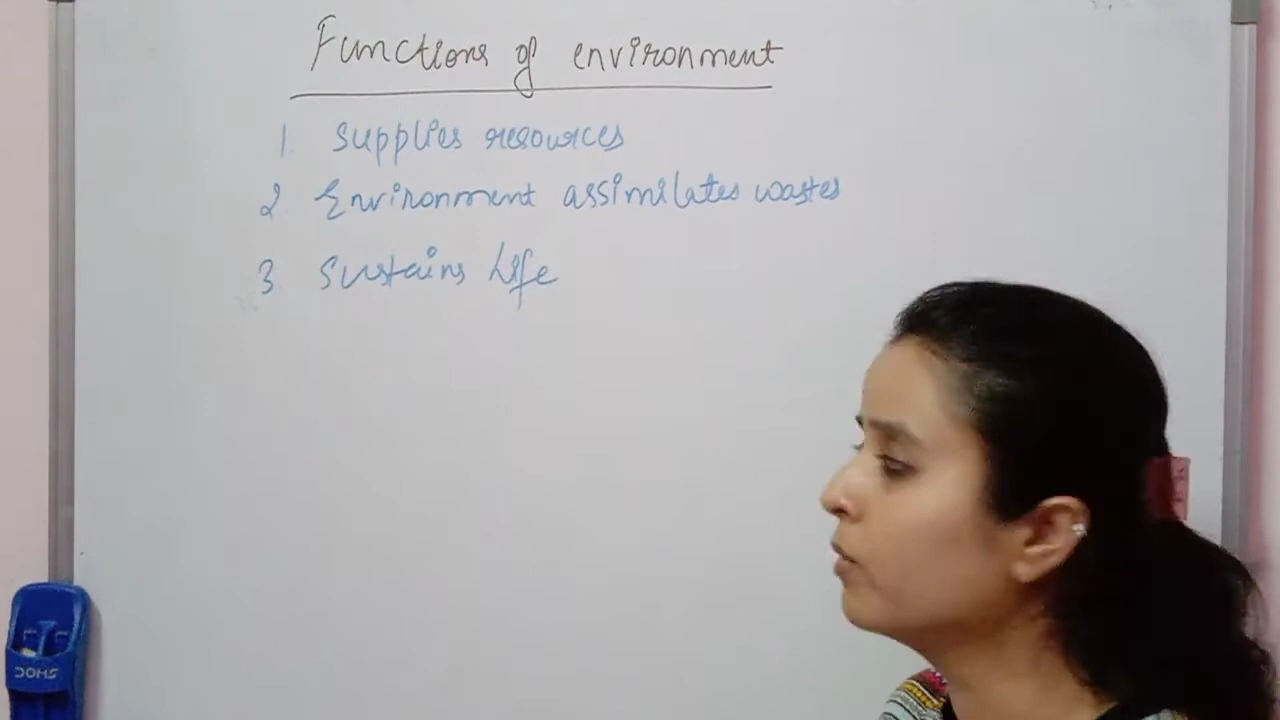 Functions of environment
1. Supplies resources
2. Environment assimilates wastes
3. Sustains Life
DOMS